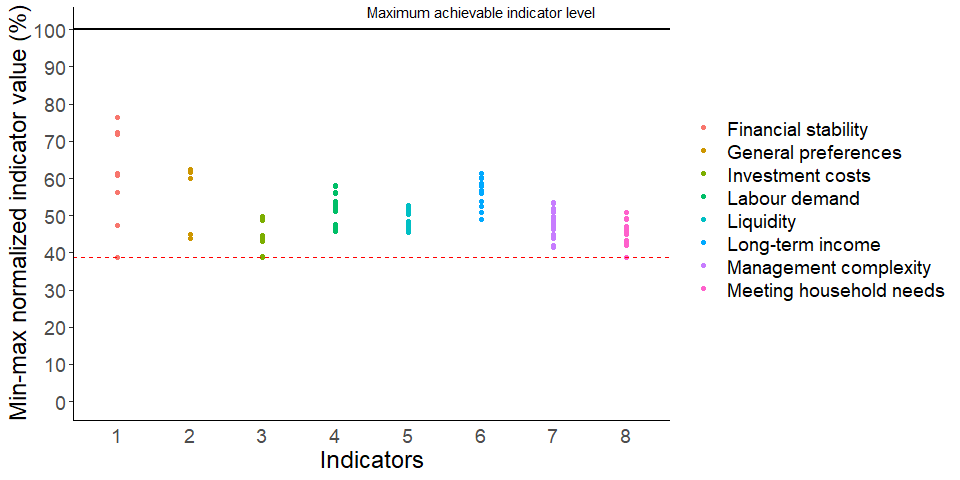 Maximum achievable indicator level
Min-max normalized indicator value (%)
100
90
80
70
60
50
40
30
20
10
0
1 2 3 4 5 6 7 8
Indicators
Financial stability
General preferences
Investment costs
Labour demand
Liquidity
Long-term income
Management complexity
Meeting household needs